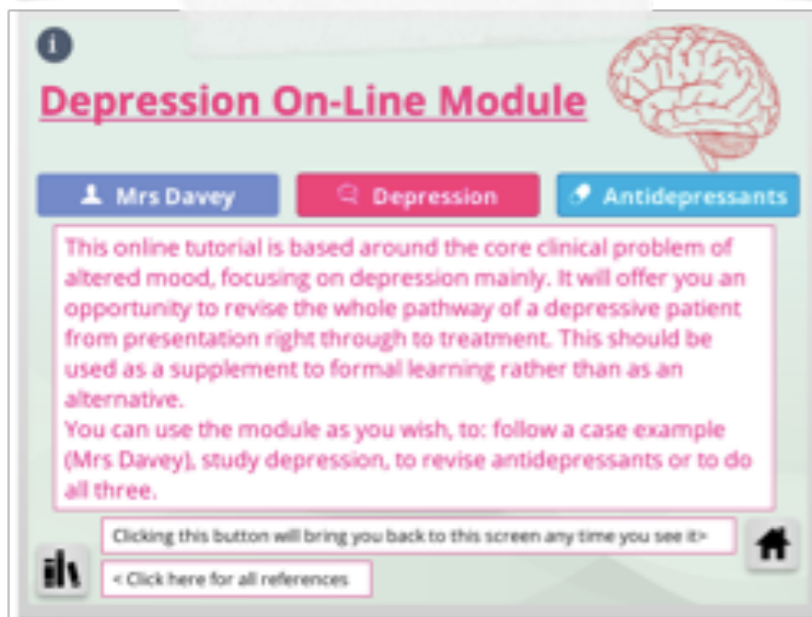 i
Depression On-Line Module
Mrs Davey
Depression
Antidepressants
This online tutorial is based around the core clinical problem of
altered mood, focusing on depression mainly. It will offer you an
opportunity to revise the whole pathway of a depressive patient
from presentation right through to treatment. This should be
used as a supplement to formal learning rather than as an
alternative.
You can use the module as you wish, to: follow a case example
(Mrs Davey), study depression, to revise antidepressants or to do
all three.
Clicking this button will bring you back to this screen any time you see it>
< Click here for all references